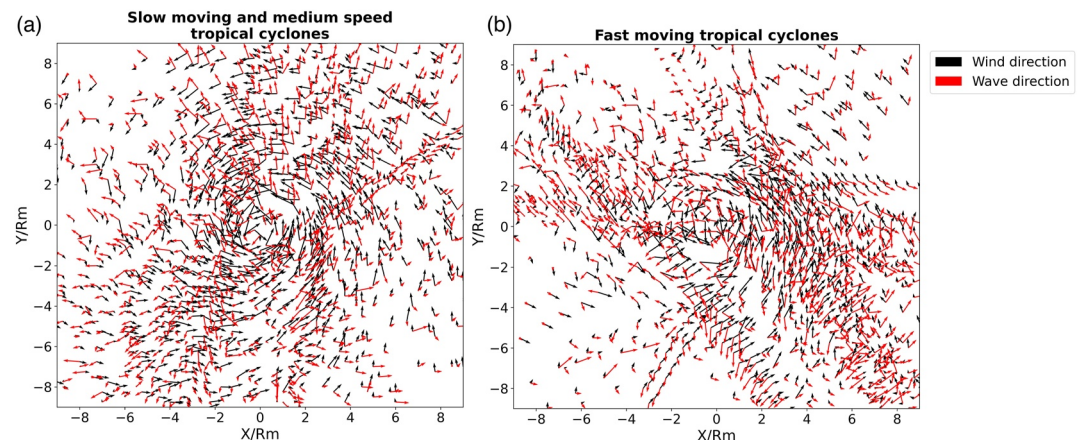 (a)
Slow moving and medium speed
tropical cyclones
8
6
4
2
0
−2
−4
−6
−8
Y/Rm
−8 −6 −4 −2 0 2 4 6 8
X/Rm
(b)
Fast moving tropical cyclones
8
6
4
2
0
−2
−4
−6
−8
Y/Rm
−8 −6 −4 −2 0 2 4 6 8
X/Rm
Wind direction
Wave direction